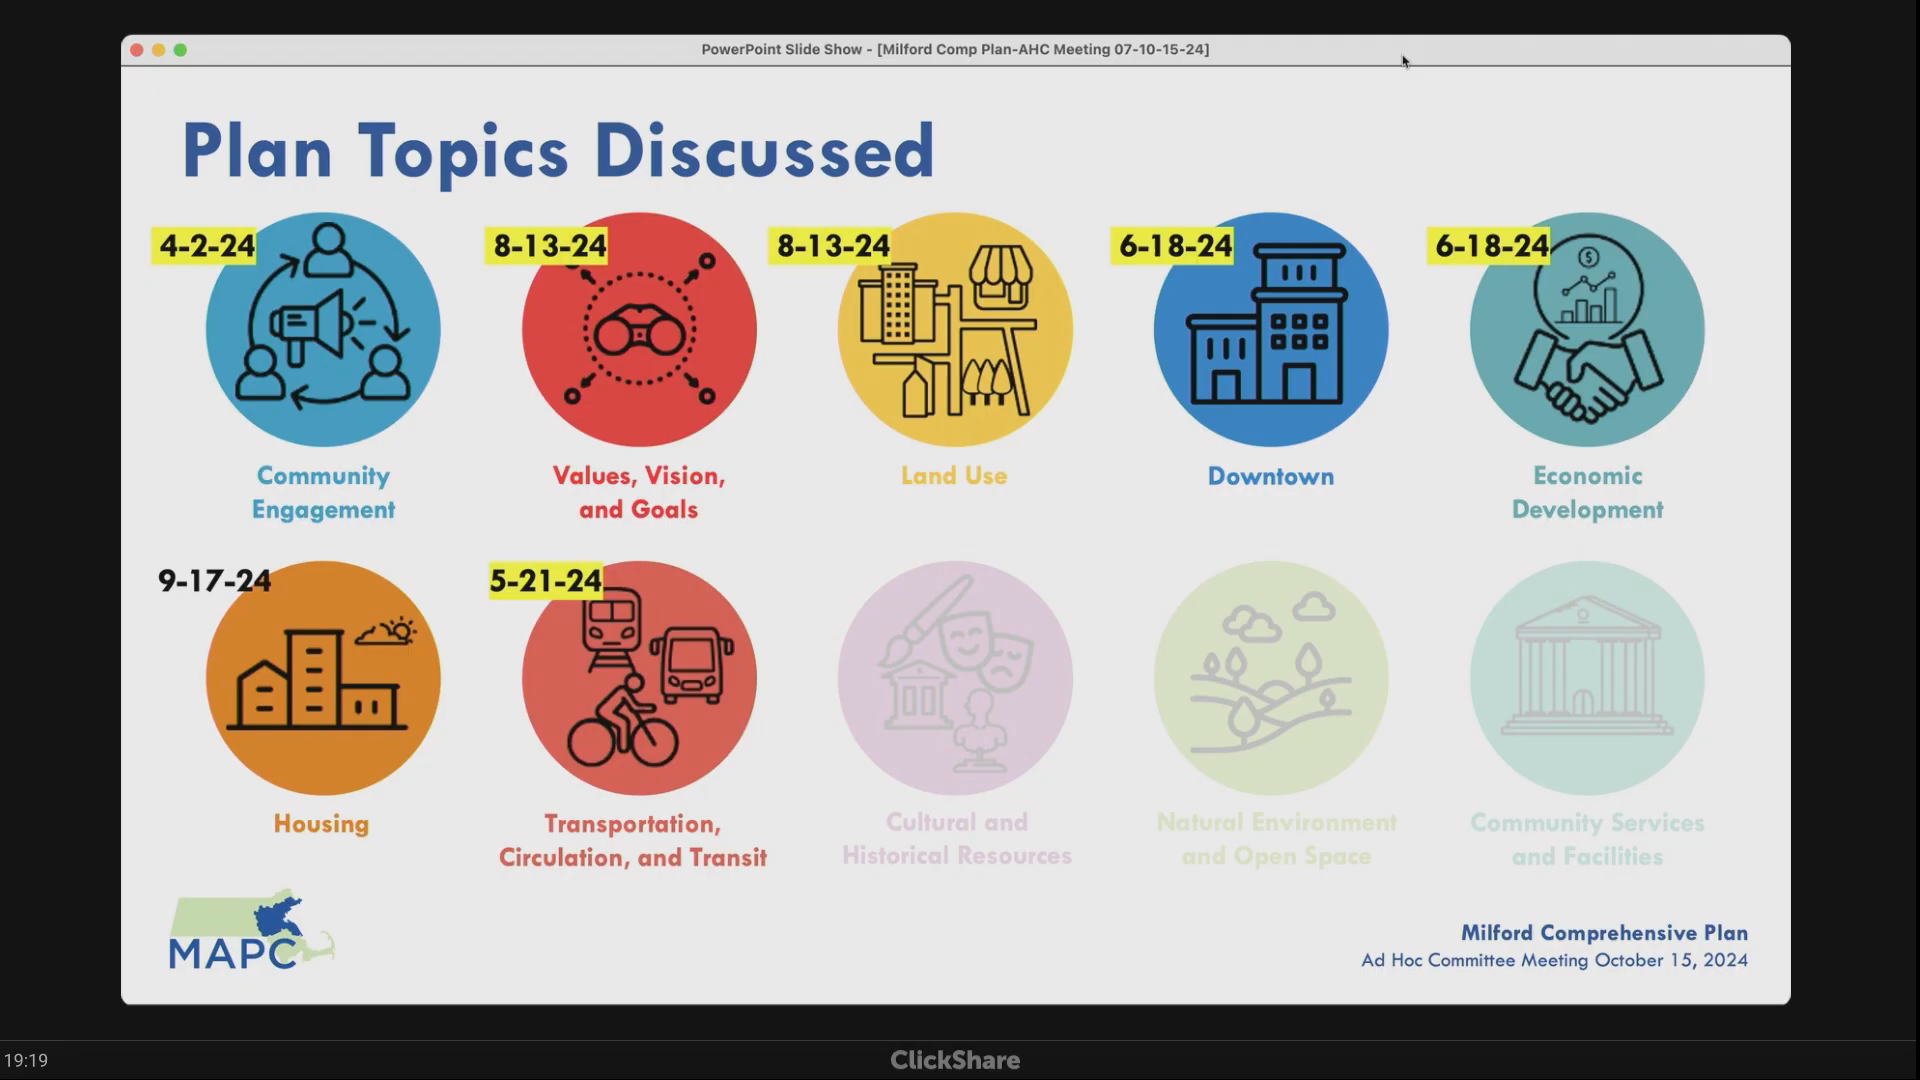 PowerPoint Slide Show - [Milford Comp Plan-AHC Meeting 07-10-15-24]
Plan Topics Discussed
4-2-24
8-13-24
8-13-24
6-18-24
6-18-24
$
Community
Engagement
Values, Vision,
and Goals
Land Use
Downtown
Economic
Development
9-17-24
5-21-24
Housing
Transportation,
Circulation, and Transit
Cultural and
Historical Resources
Natural Environment
and Open Space
Community Services
and Facilities
MAPC
Milford Comprehensive Plan
Ad Hoc Committee Meeting October 15, 2024
19:19
ClickShare